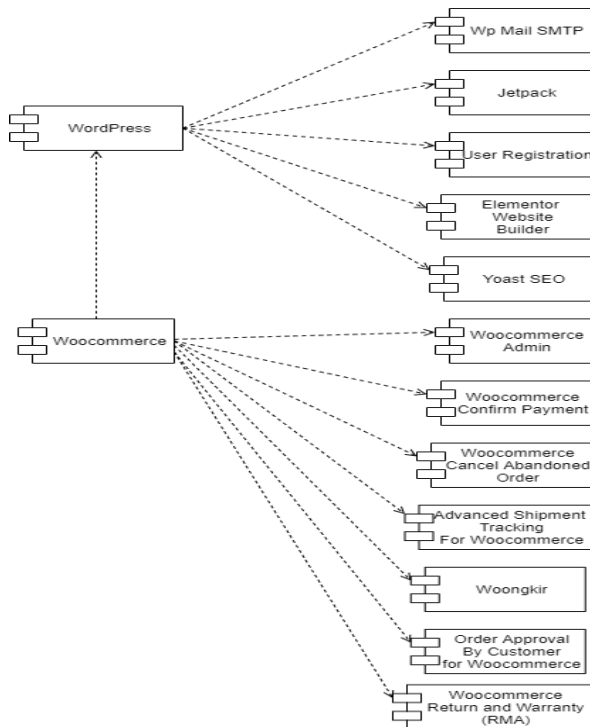 Wp Mail SMTP
Jetpack
WordPress
User Registration
Elementor
Website
Builder
Yoast SEO
Woocommerce
Woocommerce
Admin
Woocommerce
Confirm Payment
Woocommerce
Cancel Abandoned
Order
Advanced Shipment
Tracking
For Woocommerce
Woongkir
Order Approval
By Customer
for Woocommerce
Woocommerce
Return and Warranty
(RMA)